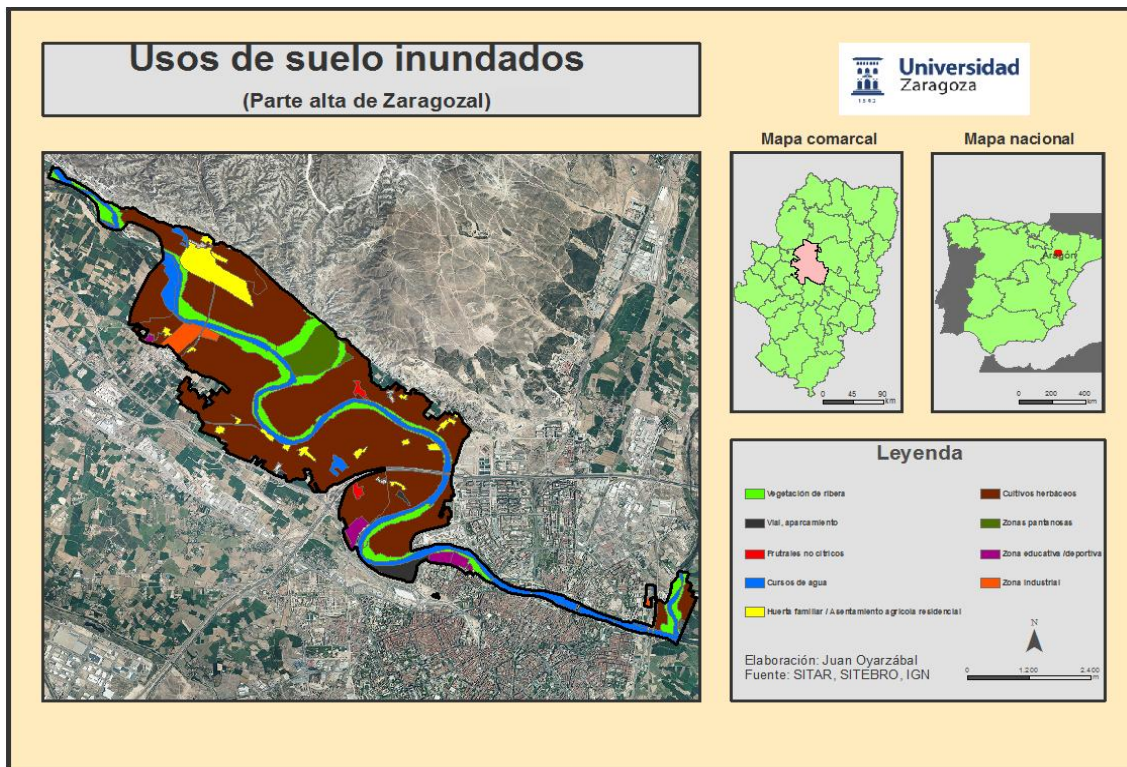 Usos de suelo inundados
(Parte alta de Zaragozal)
Universidad
Zaragoza
1542
Mapa comarcal
Mapa nacional
Aragón
0 45 90
km
0 200 400
km
Leyenda
Vegetación de ribera
Cultivos herbáceos
Vial, aparcamiento
Zonas pantanosas
Frutales no cítricos
Zona educativa /deportiva
Cursos de agua
Zona industrial
Huerta familiar / Asentamiento agrícola residencial
N
Elaboración: Juan Oyarzábal
Fuente: SITAR, SITEBRO, IGN
0 1.200 2.400
m